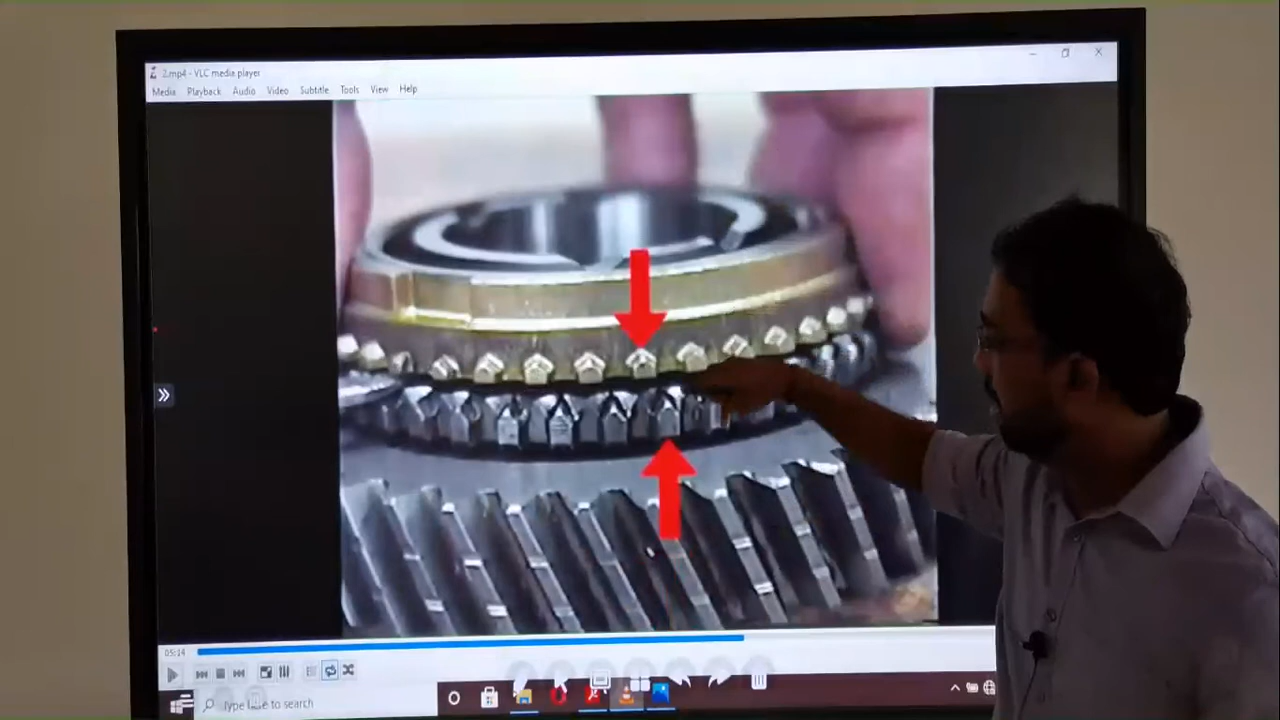 2.mp4 - VLC media player
Media Playback Audio Video Subtitle Tools View Help
05:14
Type here to search